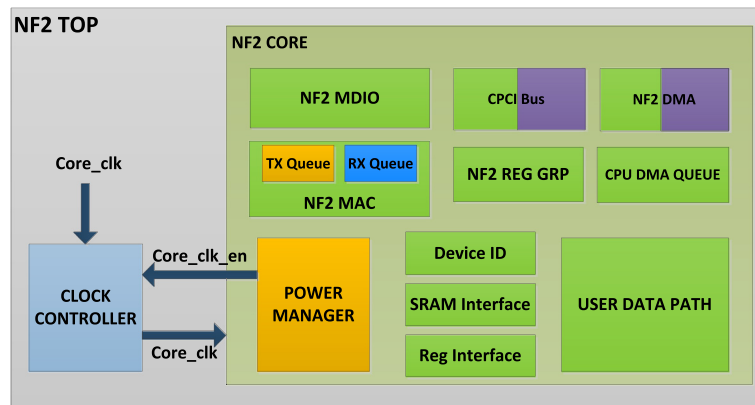 NF2 TOP
NF2 CORE
NF2 MDIO
CPCI Bus
NF2 DMA
Core_clk
TX Queue
RX Queue
NF2 MAC
NF2 REG GRP
CPU DMA QUEUE
Core_clk_en
CLOCK
CONTROLLER
Core_clk
POWER
MANAGER
Device ID
SRAM Interface
Reg Interface
USER DATA PATH